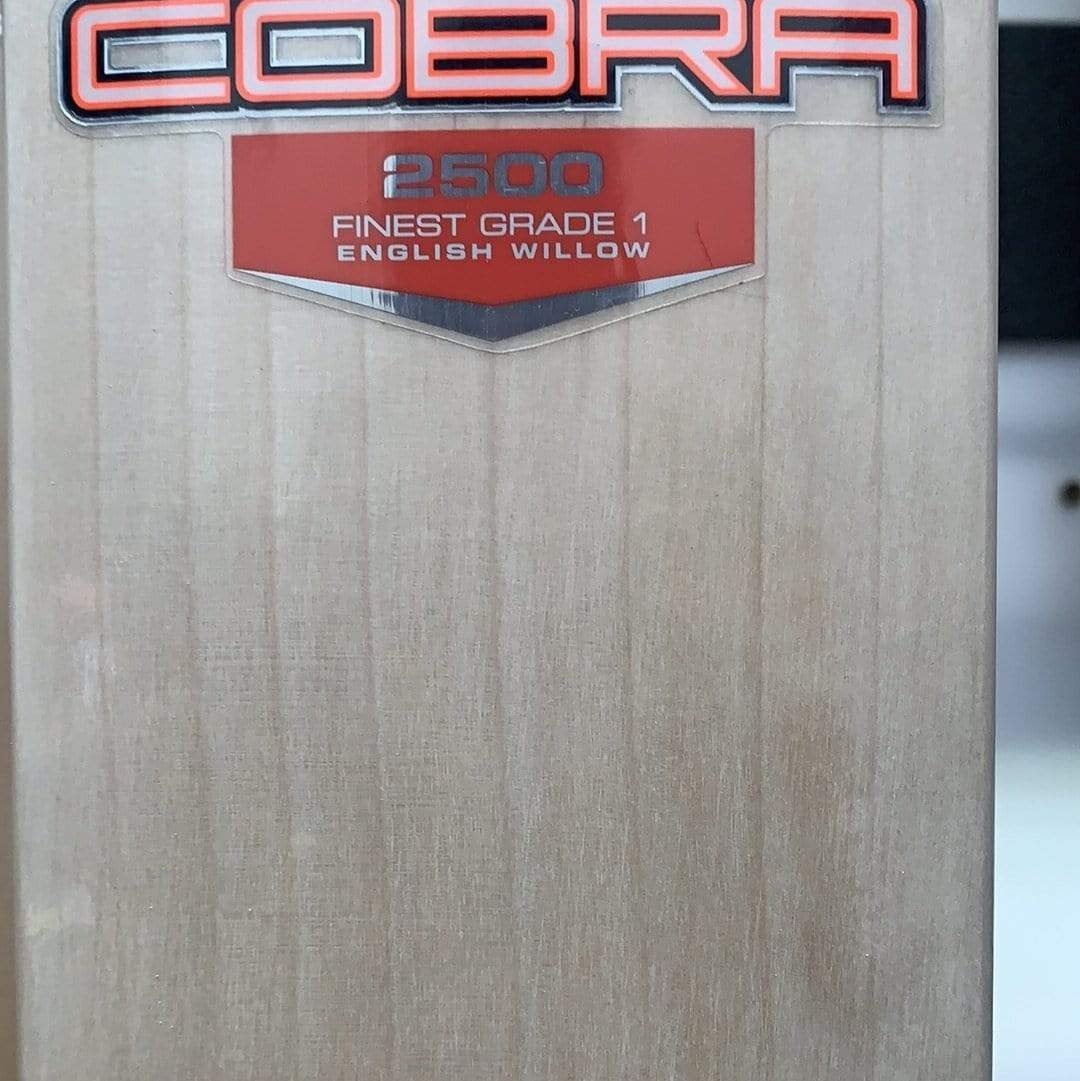 COBRA
2500
FINEST GRADE 1
ENGLISH WILLOW